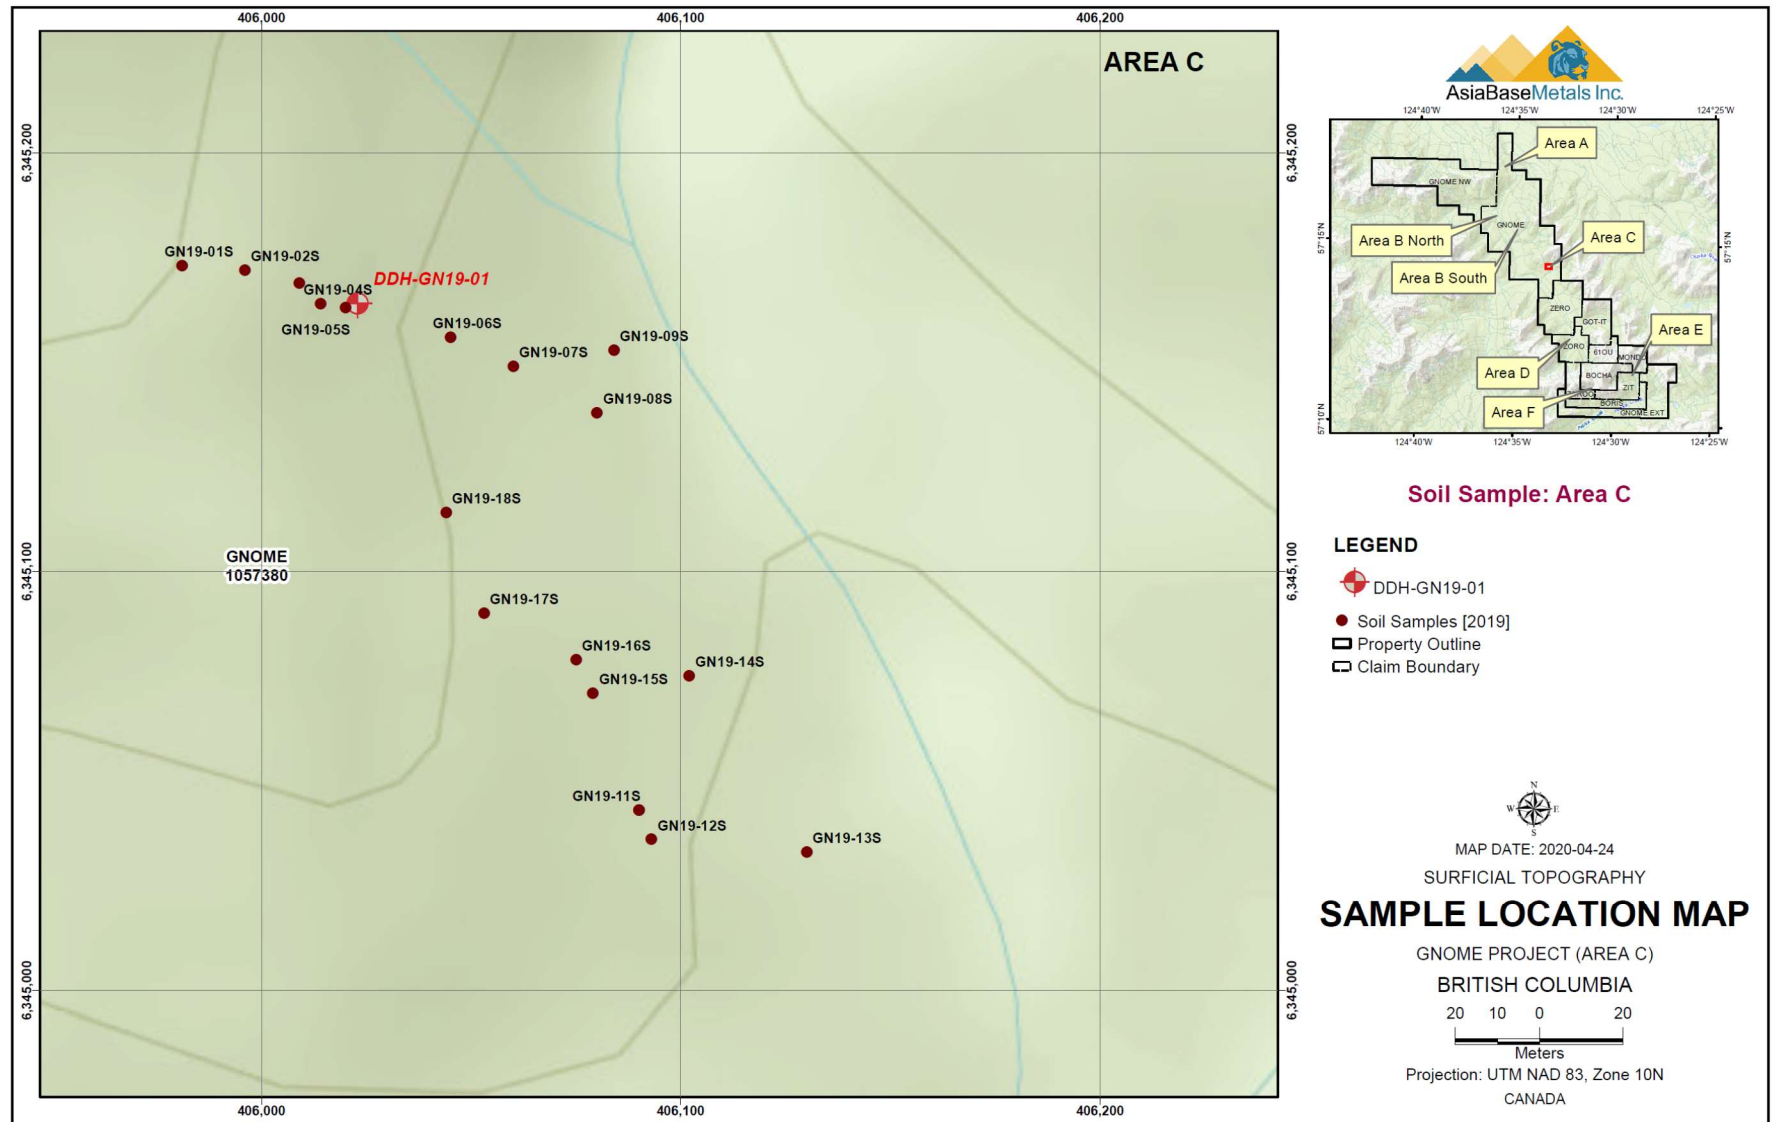 406,000
406,100
406,200
AREA C
6,345,200
6,345,200
GN19-01S
GN19-02S
DDH-GN19-01
GN19-04S
GN19-05S
GN19-06S
GN19-07S
GN19-09S
GN19-08S
GN19-18S
GNOME
1057380
6,345,100
6,345,100
GN19-17S
GN19-16S
GN19-15S
GN19-14S
GN19-11S
GN19-12S
GN19-13S
6,345,000
6,345,000
406,000
406,100
406,200
AsiaBaseMetals Inc.
124°40'W
124°35'W
124°30'W
124°25'W
Area A
GNOME NW
GNOME
Area B North
Area C
Area B South
57°15'N
57°15'N
ZERO
GOT-IT
Area E
ZORO
61OU
MONDO
Area D
BOCHA
ZIT
Area F
BORIS
GNOME EXT
57°10'N
57°10'N
124°40'W
124°35'W
124°30'W
124°25'W
Soil Sample: Area C
LEGEND
DDH-GN19-01
Soil Samples [2019]
Property Outline
Claim Boundary
N
W E
S
MAP DATE: 2020-04-24
SURFICIAL TOPOGRAPHY
SAMPLE LOCATION MAP
GNOME PROJECT (AREA C)
BRITISH COLUMBIA
20 10 0 20
Meters
Projection: UTM NAD 83, Zone 10N
CANADA